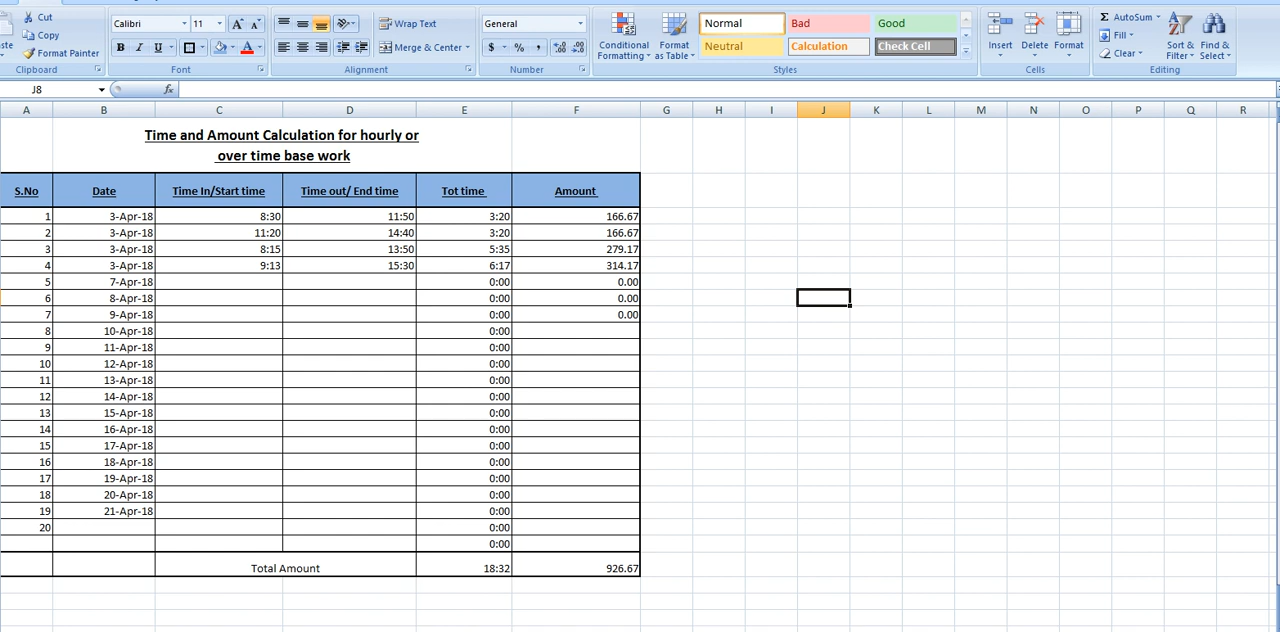 Cut
Calibri 11 A A Wrap Text General Normal Bad Good Σ AutoSum
Copy
Fill
Format Painter B I U A Merge & Center $ % , .0 .00 .00 .0 Conditional Formatting Format as Table Neutral Calculation Check Cell Insert Delete Format Clear Sort & Filter Find & Select
Clipboard Font Alignment Number Styles Cells Editing
J8 fx
A B C D E F G H I J K L M N O P Q R
Time and Amount Calculation for hourly or
over time base work
S.No Date Time In/Start time Time out/ End time Tot time Amount
1 3-Apr-18 8:30 11:50 3:20 166.67
2 3-Apr-18 11:20 14:40 3:20 166.67
3 3-Apr-18 8:15 13:50 5:35 279.17
4 3-Apr-18 9:13 15:30 6:17 314.17
5 7-Apr-18 0:00 0.00
6 8-Apr-18 0:00 0.00
7 9-Apr-18 0:00 0.00
8 10-Apr-18 0:00
9 11-Apr-18 0:00
10 12-Apr-18 0:00
11 13-Apr-18 0:00
12 14-Apr-18 0:00
13 15-Apr-18 0:00
14 16-Apr-18 0:00
15 17-Apr-18 0:00
16 18-Apr-18 0:00
17 19-Apr-18 0:00
18 20-Apr-18 0:00
19 21-Apr-18 0:00
20 0:00
0:00
Total Amount 18:32 926.67